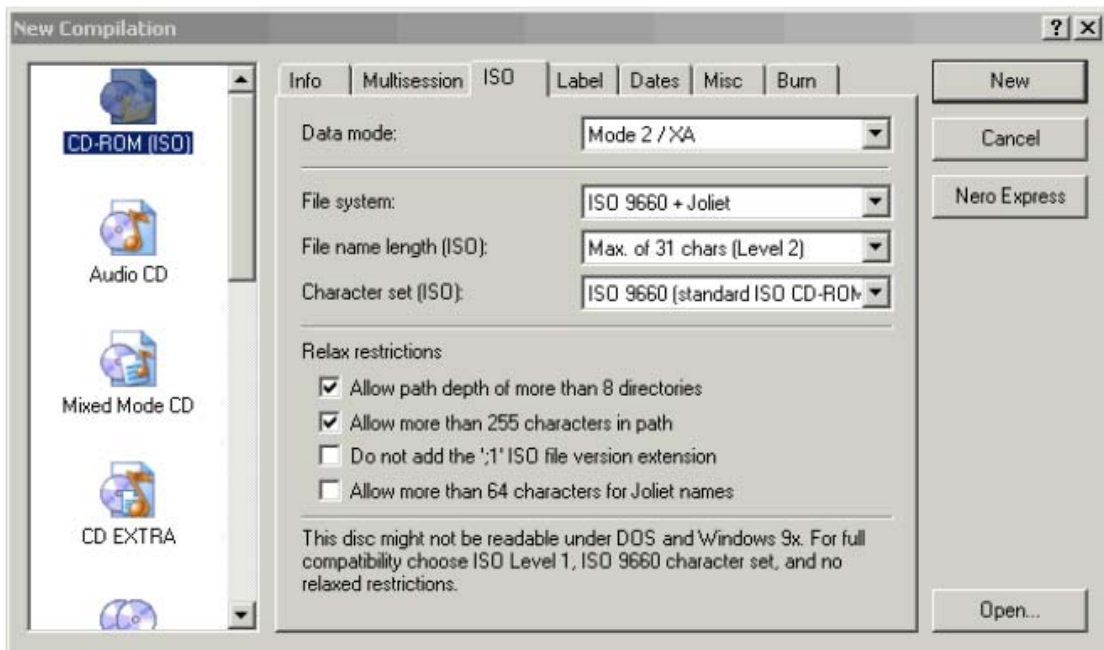 New Compilation
CD-ROM (ISO)
Audio CD
Mixed Mode CD
CD EXTRA
Info Multisession ISO Label Dates Misc Burn
Data mode: Mode 2 / XA
File system: ISO 9660 + Joliet
File name length (ISO): Max. of 31 chars (Level 2)
Character set (ISO): ISO 9660 (standard ISO CD-ROM
Relax restrictions
Allow path depth of more than 8 directories
Allow more than 255 characters in path
Do not add the ';1' ISO file version extension
Allow more than 64 characters for Joliet names
This disc might not be readable under DOS and Windows 9x. For full
compatibility choose ISO Level 1, ISO 9660 character set, and no
relaxed restrictions.
New
Cancel
Nero Express
Open...